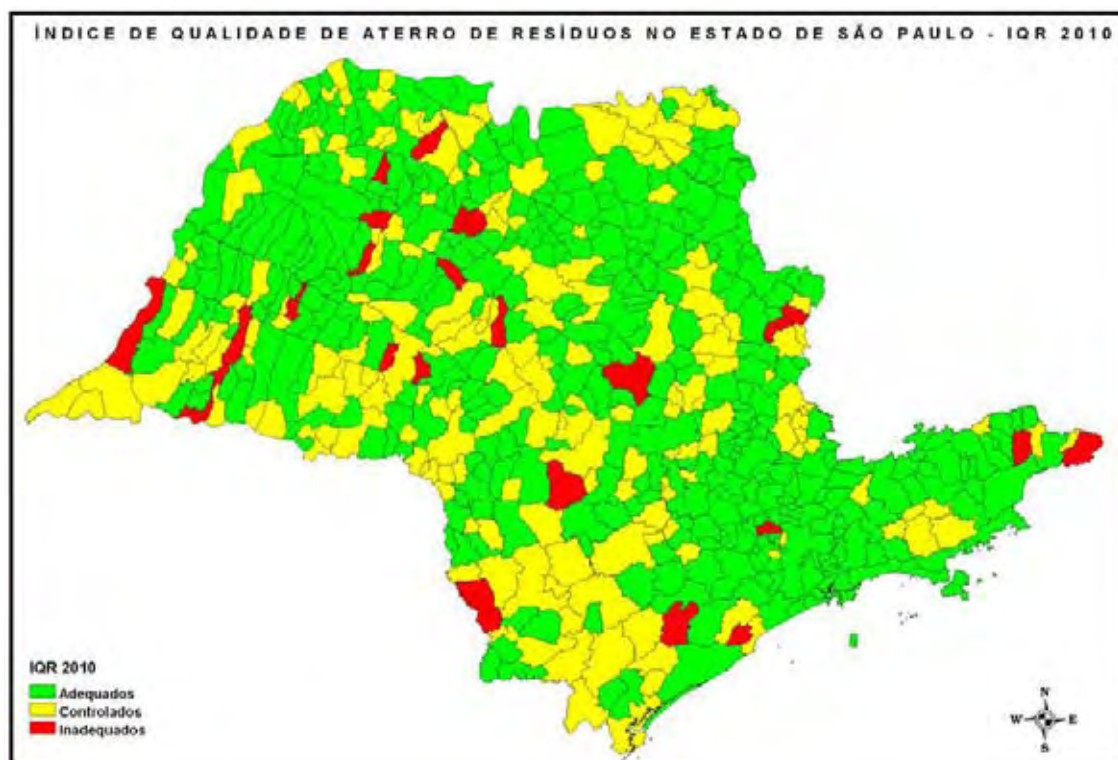 ÍNDICE DE QUALIDADE DE ATERRO DE RESÍDUOS NO ESTADO DE SÃO PAULO - IQR 2010
IQR 2010
Adequados
Controlados
Inadequados
N
W E
S